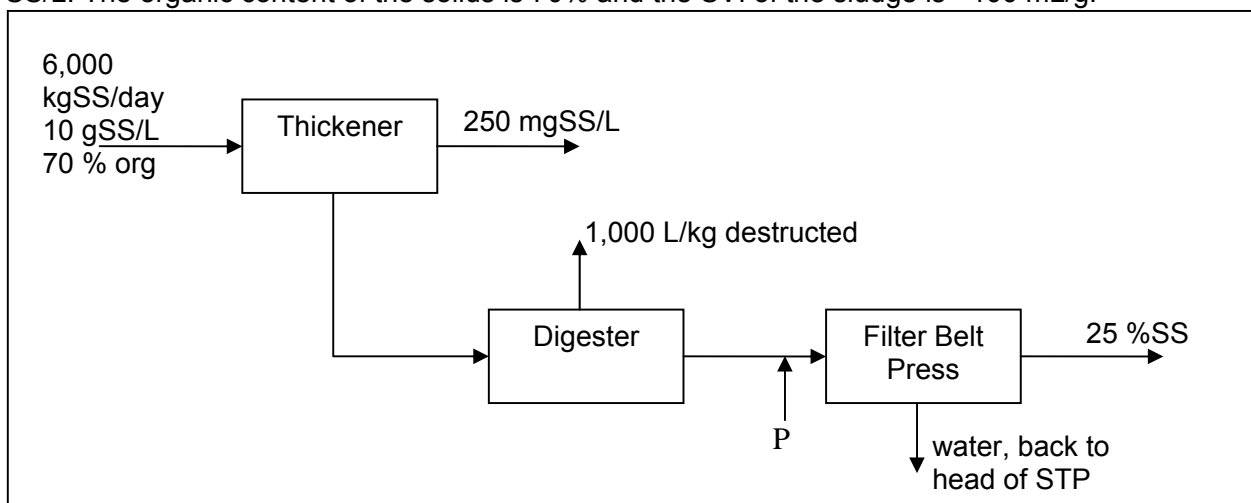 SS/L. The organic content of the solids is 70% and the SVI of the sludge is 100 mL/g.
6,000
kgSS/day
10 gSS/L
70 % org
Thickener
250 mgSS/L
1,000 L/kg destructed
Digester
Filter Belt
Press
25 %SS
P
water, back to
head of STP